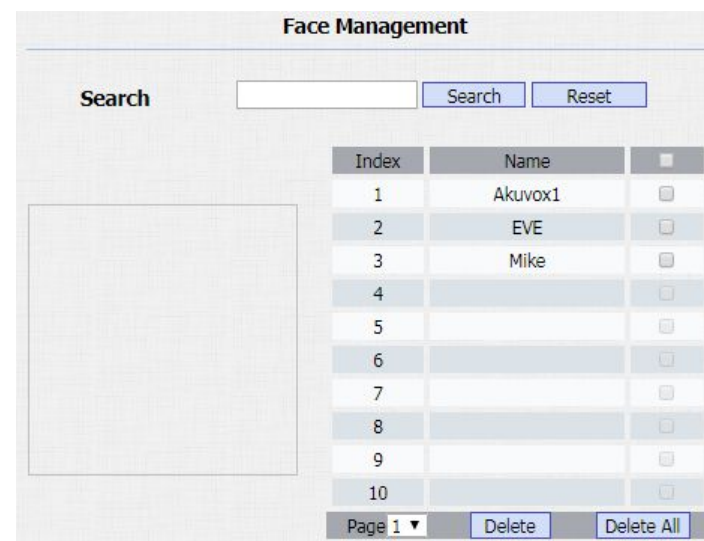 Face Management
Search Search Reset
Index Name
1 Akuvox1
2 EVE
3 Mike
4
5
6
7
8
9
10
Page 1 Delete Delete All